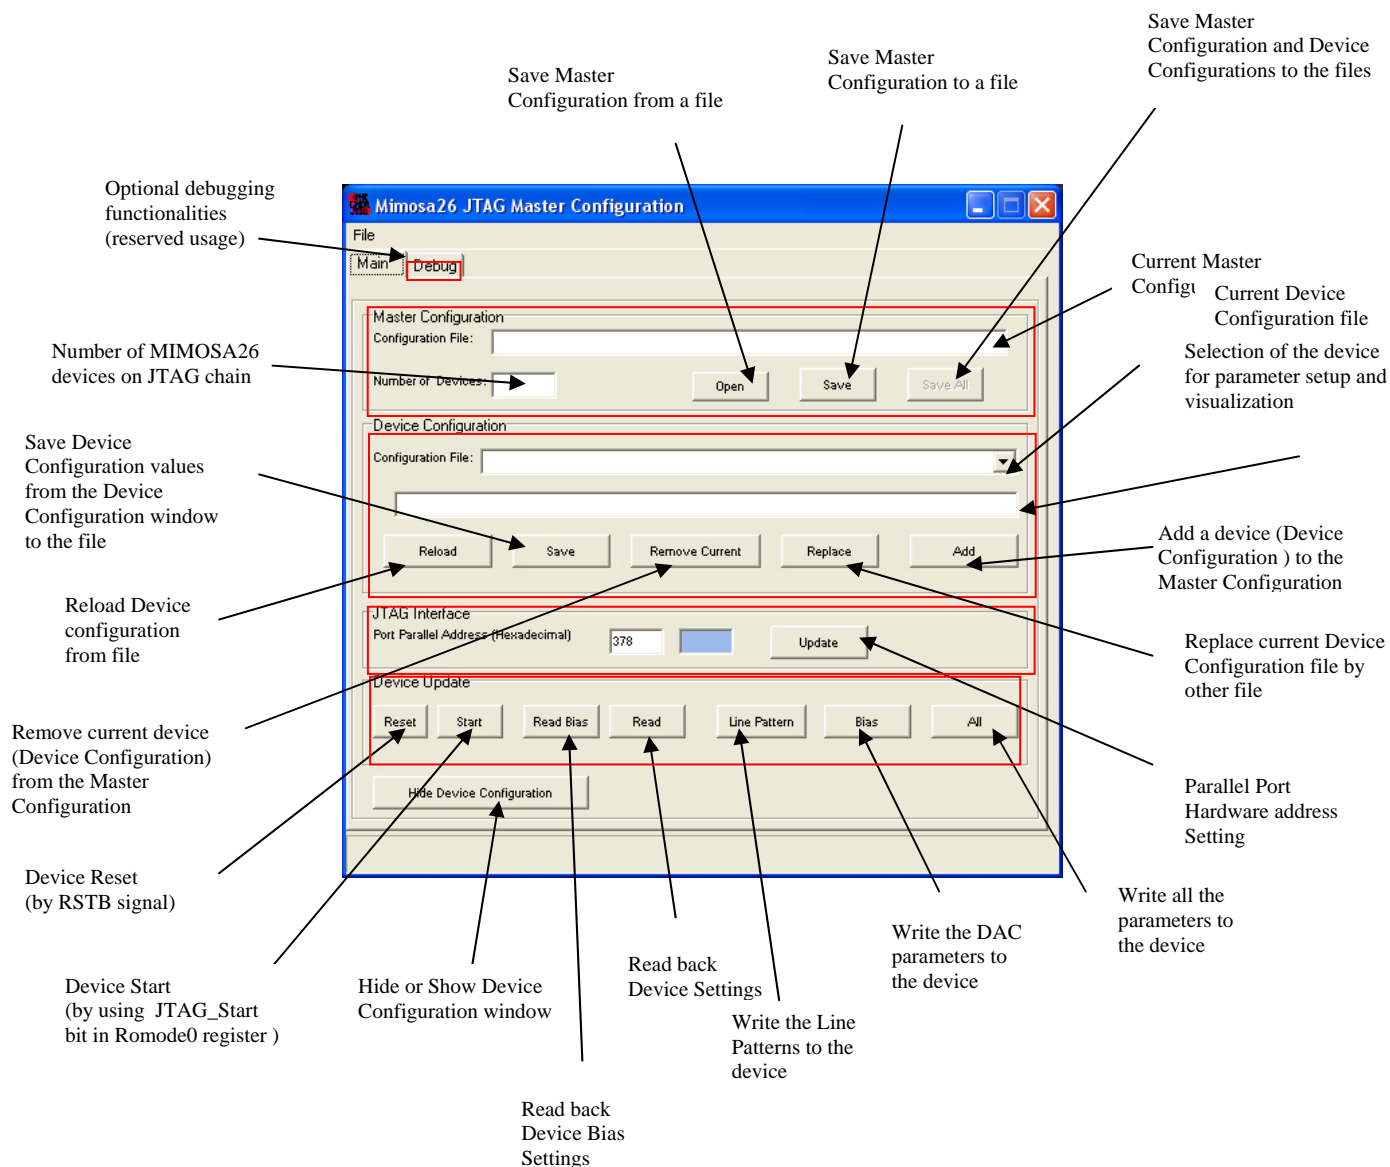 Save Master
Configuration and Device
Configurations to the files
Save Master
Configuration to a file
Save Master
Configuration from a file
Optional debugging
functionalities
(reserved usage)
Mimosa26 JTAG Master Configuration
File
Main
Debug
Current Master
Current Device
Configuration file
Master Configuration
Configuration File:
Number of MIMOSA26
devices on JTAG chain
Number of Devices:
Open
Save
Save All
Selection of the device
for parameter setup and
visualization
Device Configuration
Configuration File:
Save Device
Configuration values
from the Device
Configuration window
to the file
Reload
Save
Remove Current
Replace
Add
Add a device (Device
Configuration ) to the
Master Configuration
Reload Device
configuration
from file
JTAG Interface
Port Parallel Address (Hexadecimal)
378
Update
Replace current Device
Configuration file by
other file
Device Update
Reset
Start
Read Bias
Read
Line Pattern
Bias
All
Remove current device
(Device Configuration)
from the Master
Configuration
Hide Device Configuration
Parallel Port
Hardware address
Setting
Device Reset
(by RSTB signal)
Write all the
parameters to
the device
Write the DAC
parameters to
the device
Read back
Device Settings
Device Start
(by using JTAG_Start
bit in Romode0 register )
Hide or Show Device
Configuration window
Write the Line
Patterns to the
device
Read back
Device Bias
Settings